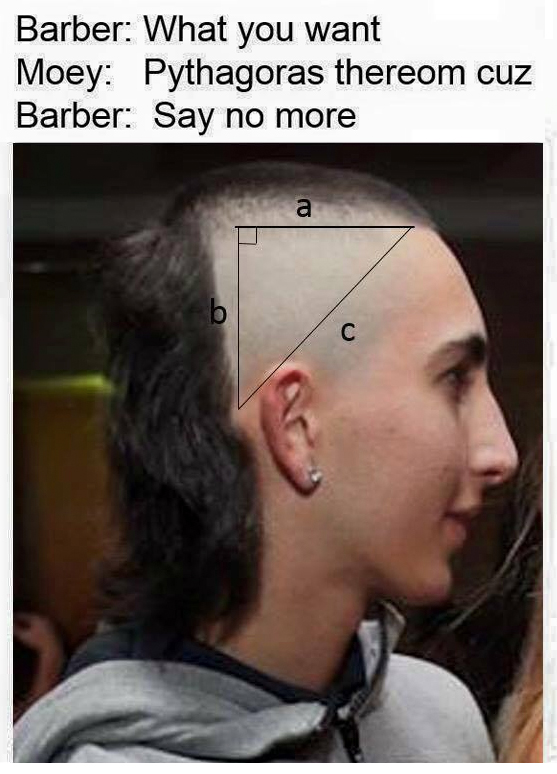 Barber: What you want
Moey: Pythagoras thereom cuz
Barber: Say no more
a
b
c